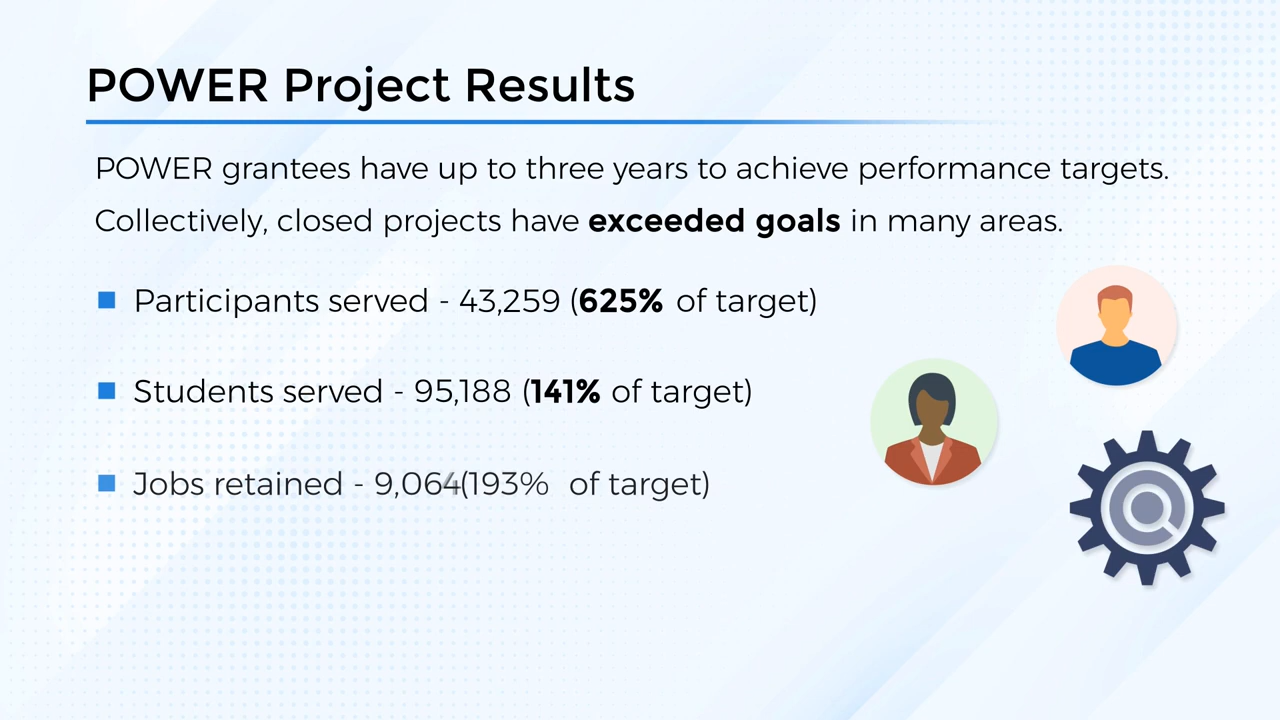 POWER Project Results
POWER grantees have up to three years to achieve performance targets.
Collectively, closed projects have exceeded goals in many areas.
Participants served - 43,259 (625% of target)
Students served - 95,188 (141% of target)
Jobs retained - 9,064(193% of target)